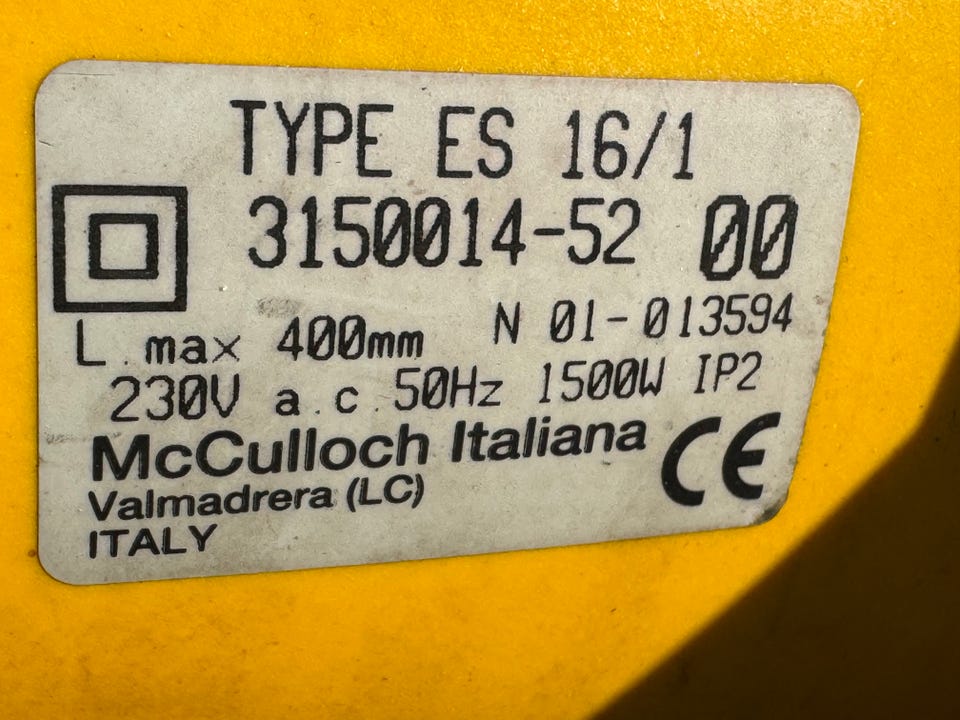 TYPE ES 16/1
3150014-52 00
L.max 400mm N 01-013594
230V a.c.50Hz 1500W IP2
McCulloch Italiana
Valmadrera (LC)
ITALY
CE